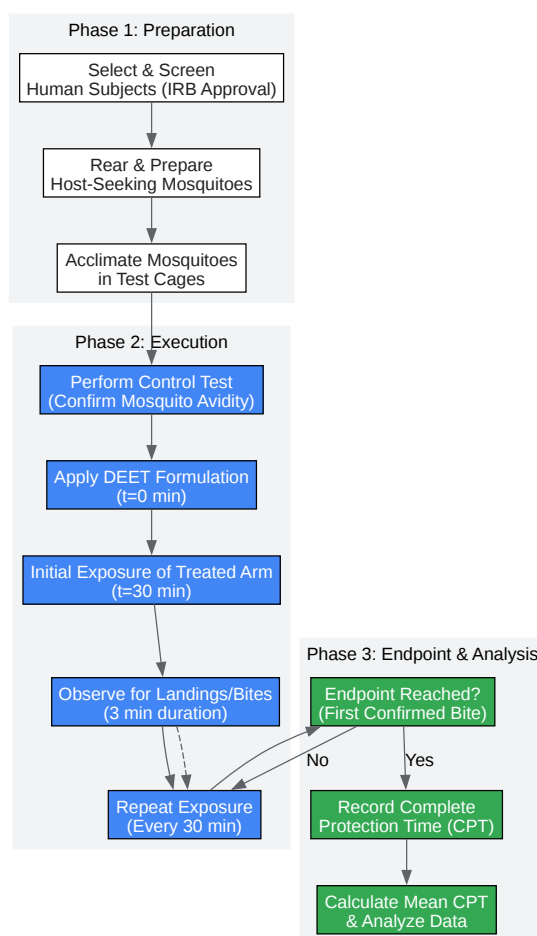 Phase 1: Preparation
Select & Screen
Human Subjects (IRB Approval)
Rear & Prepare
Host-Seeking Mosquitoes
Acclimate Mosquitoes
in Test Cages
Phase 2: Execution
Perform Control Test
(Confirm Mosquito Avidity)
Apply DEET Formulation
(t=0 min)
Initial Exposure of Treated Arm
(t=30 min)
Observe for Landings/Bites
(3 min duration)
Repeat Exposure
(Every 30 min)
Phase 3: Endpoint & Analysis
Endpoint Reached?
(First Confirmed Bite)
No
Yes
Record Complete
Protection Time (CPT)
Calculate Mean CPT
& Analyze Data